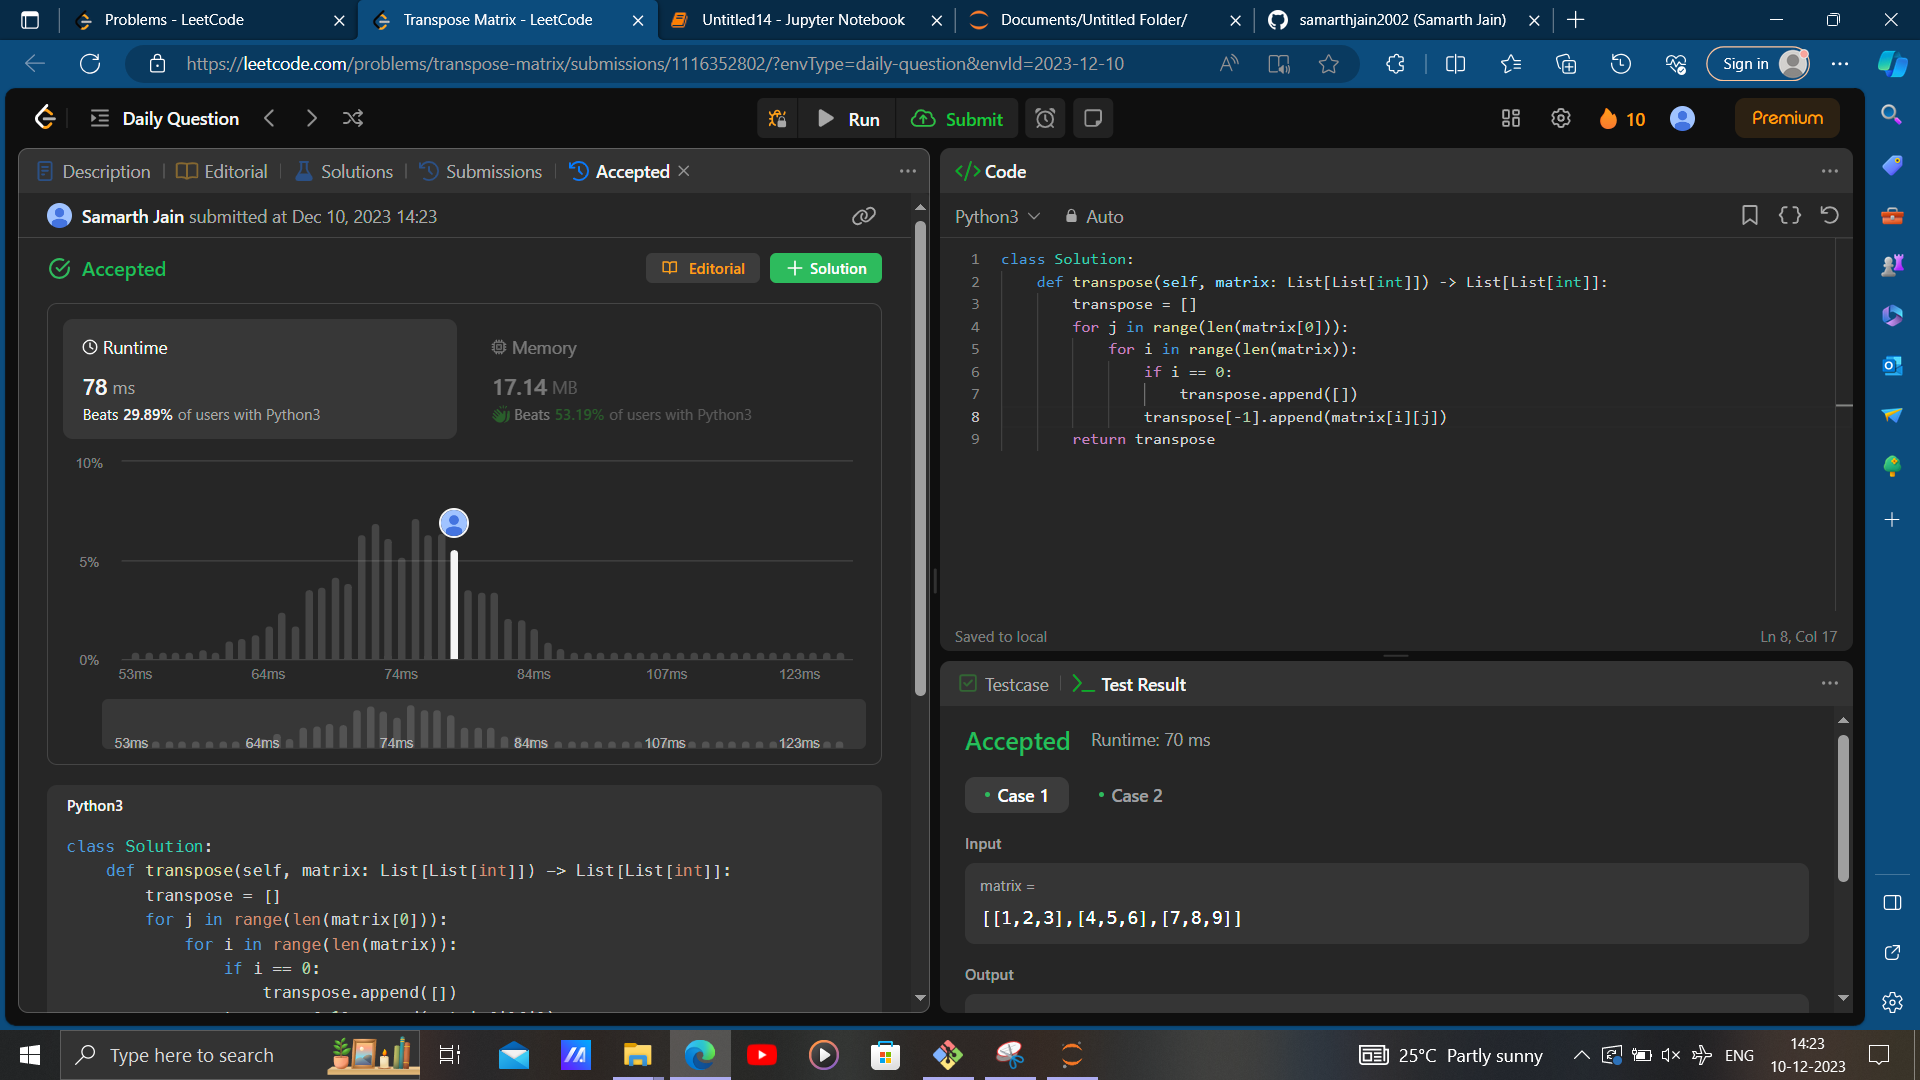 Problems - LeetCode
Transpose Matrix - LeetCode
Untitled14 - Jupyter Notebook
Documents/Untitled Folder/
samarthjain2002 (Samarth Jain)
https://leetcode.com/problems/transpose-matrix/submissions/1116352802/?envType=daily-question&envId=2023-12-10
Sign in
Daily Question
Run
Submit
10
Premium
Description
Editorial
Solutions
Submissions
Accepted
Samarth Jain submitted at Dec 10, 2023 14:23
Accepted
Editorial
Solution
Runtime
78 ms
Beats 29.89% of users with Python3
Memory
17.14 MB
Beats 53.19% of users with Python3
10%
5%
0%
53ms 64ms 74ms 84ms 107ms 123ms
53ms 64ms 74ms 84ms 107ms 123ms
Python3
class Solution:
    def transpose(self, matrix: List[List[int]]) -> List[List[int]]:
        transpose = []
        for j in range(len(matrix[0])):
            for i in range(len(matrix)):
                if i == 0:
                    transpose.append([])
Code
Python3
Auto
1 class Solution:
2     def transpose(self, matrix: List[List[int]]) -> List[List[int]]:
3         transpose = []
4         for j in range(len(matrix[0])):
5             for i in range(len(matrix)):
6                 if i == 0:
7                     transpose.append([])
8                 transpose[-1].append(matrix[i][j])
9         return transpose
Saved to local
Ln 8, Col 17
Testcase
Test Result
Accepted
Runtime: 70 ms
Case 1
Case 2
Input
matrix =
[[1,2,3],[4,5,6],[7,8,9]]
Output
Type here to search
25°C Partly sunny
ENG
14:23
10-12-2023